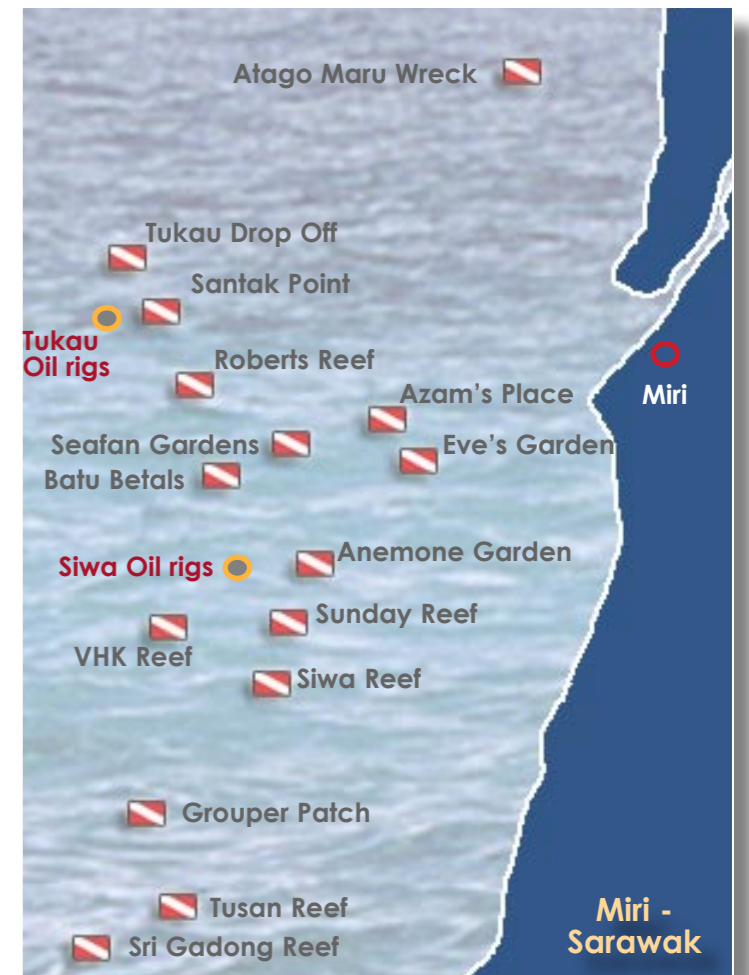 Atago Maru Wreck
Tukau Drop Off
Santak Point
Tukau
Oil rigs
Roberts Reef
Azam's Place
Miri
Seafan Gardens
Eve's Garden
Batu Betals
Anemone Garden
Siwa Oil rigs
Sunday Reef
VHK Reef
Siwa Reef
Grouper Patch
Tusan Reef
Miri -
Sarawak
Sri Gadong Reef